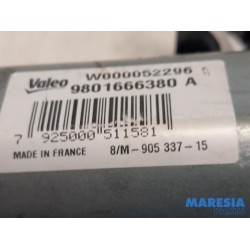 Valeo W000052296
9801666380 A
7 925000 511581
MADE IN FRANCE 8/M-905 337-15
MARESIA